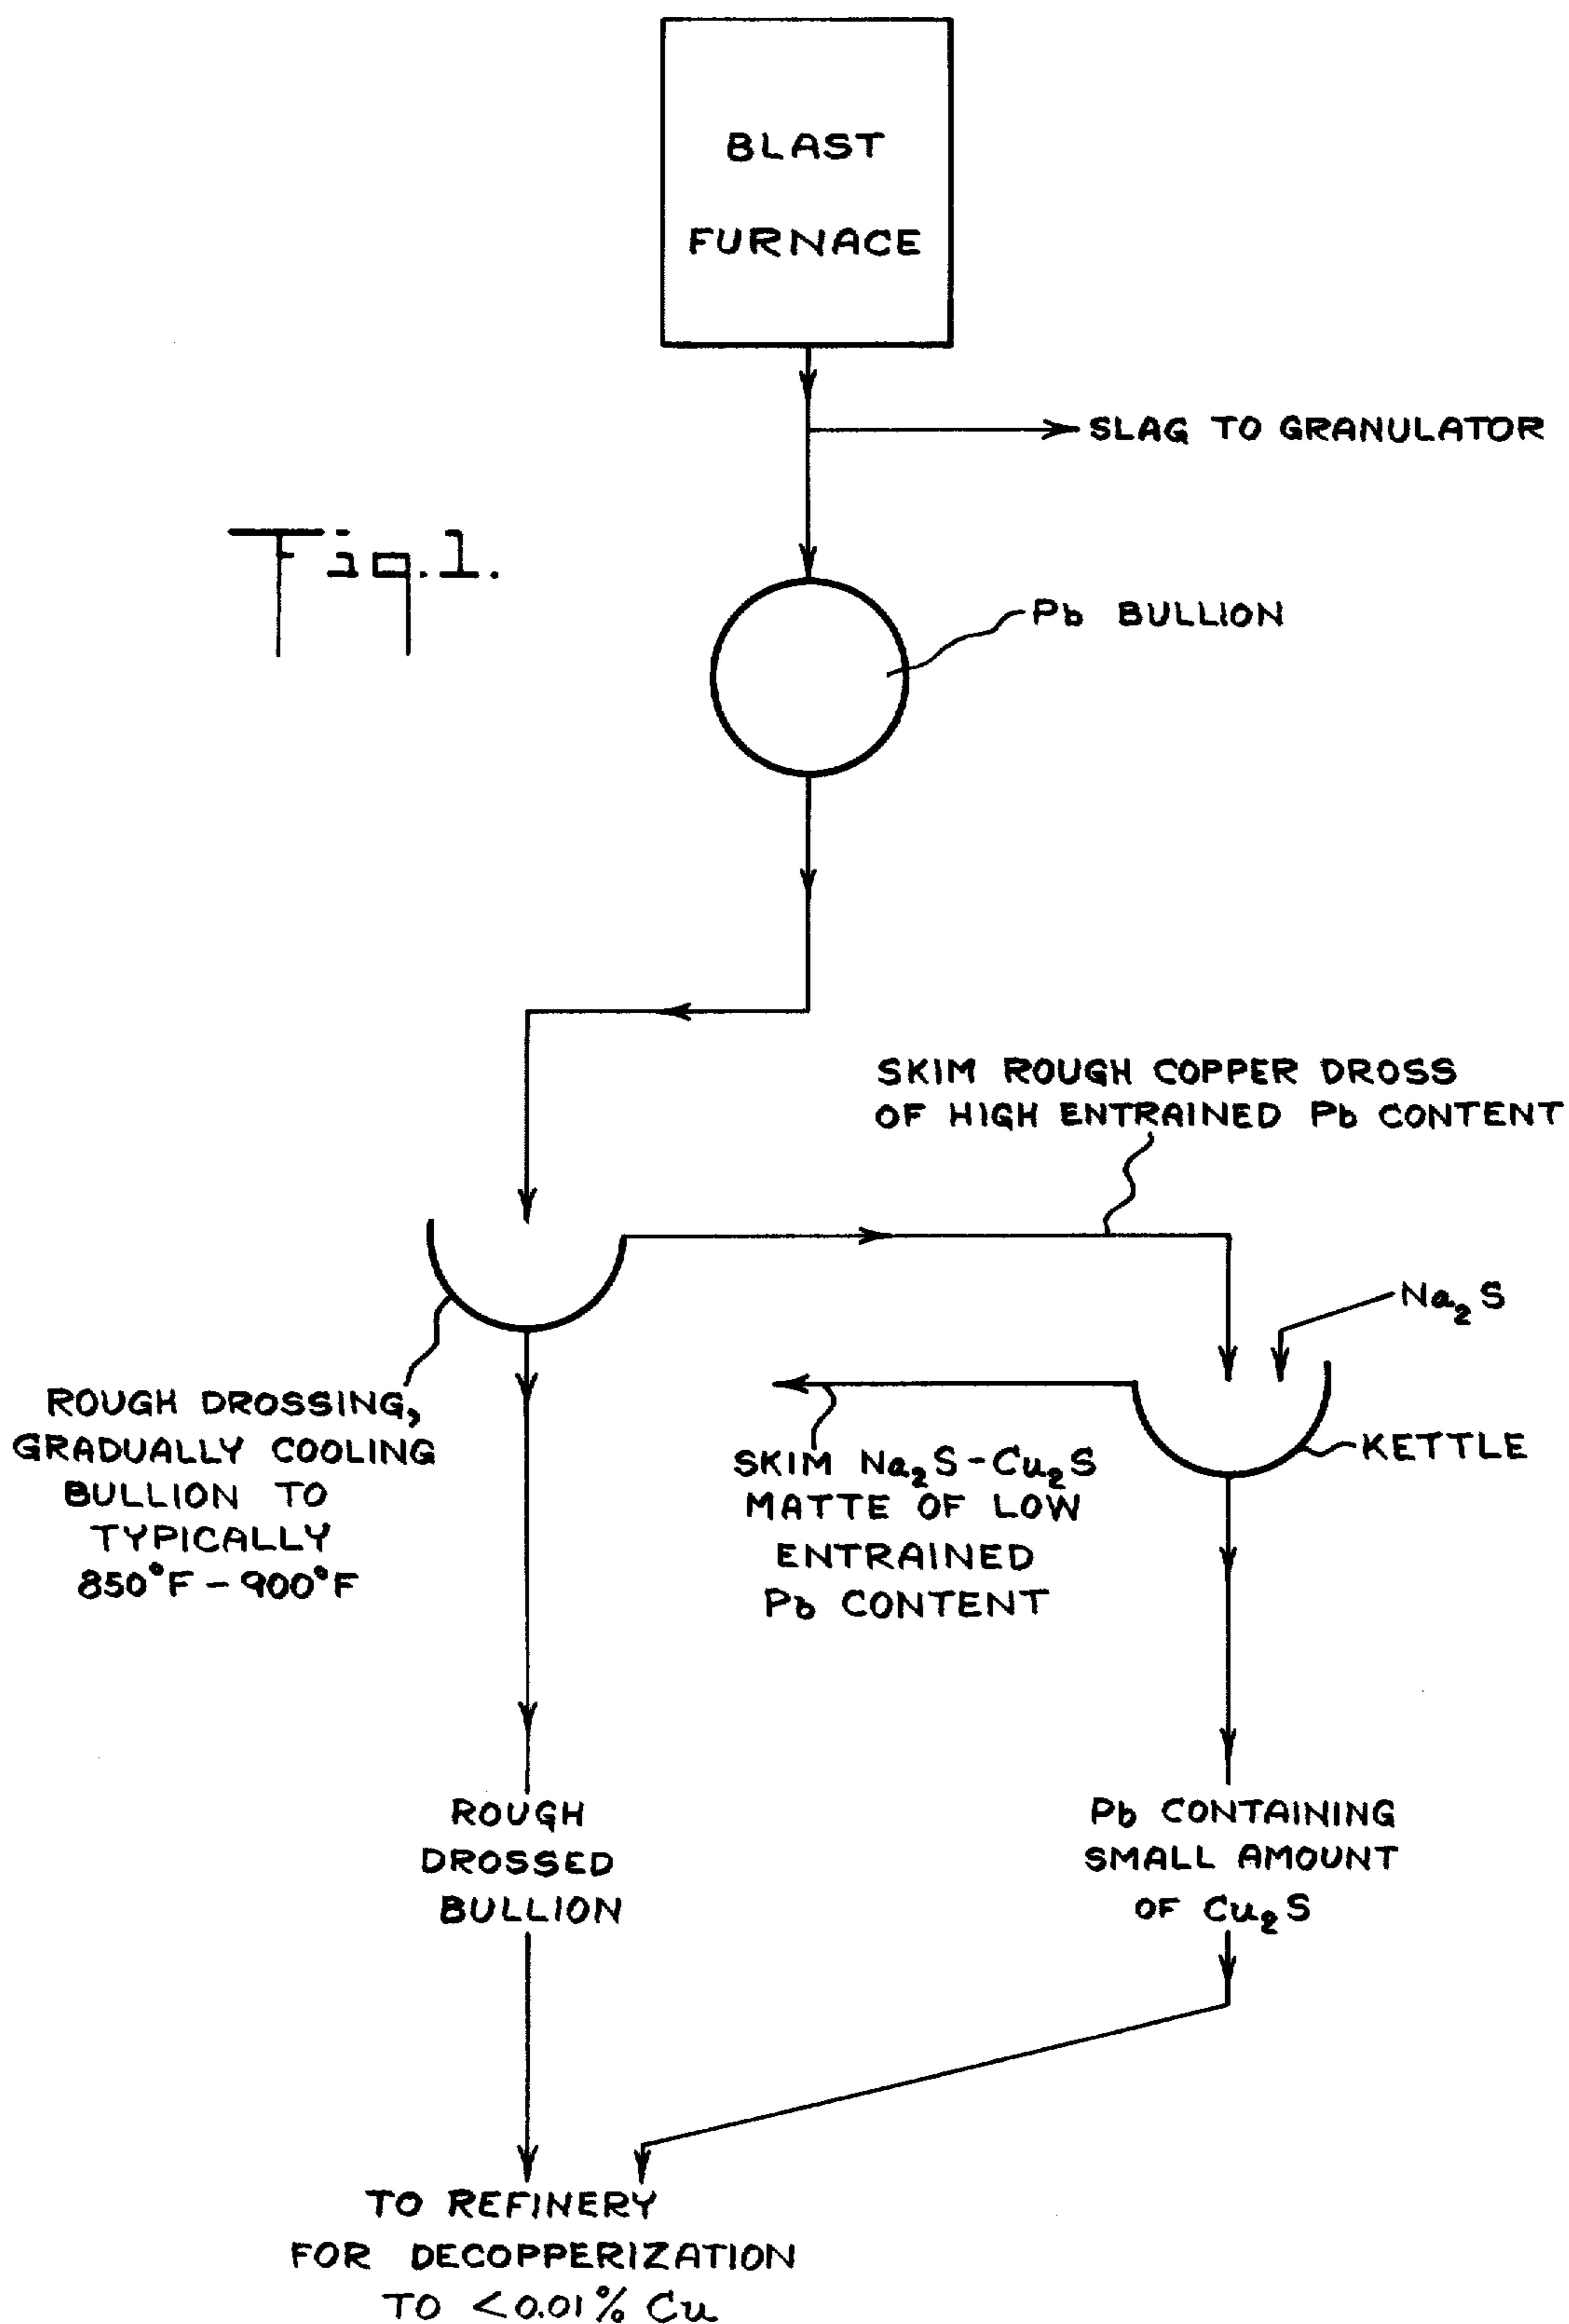 BLAST
FURNACE
SLAG TO GRANULATOR
Fig.1.
Pb BULLION
SKIM ROUGH COPPER DROSS
OF HIGH ENTRAINED Pb CONTENT
Na₂S
ROUGH DROSSING,
GRADUALLY COOLING
BULLION TO
TYPICALLY
850°F-900°F
SKIM Na₂S-Cu₂S
MATTE OF LOW
ENTRAINED
Pb CONTENT
KETTLE
ROUGH
DROSSED
BULLION
Pb CONTAINING
SMALL AMOUNT
OF Cu₂S
TO REFINERY
FOR DECOPPERIZATION
TO <0.01% Cu